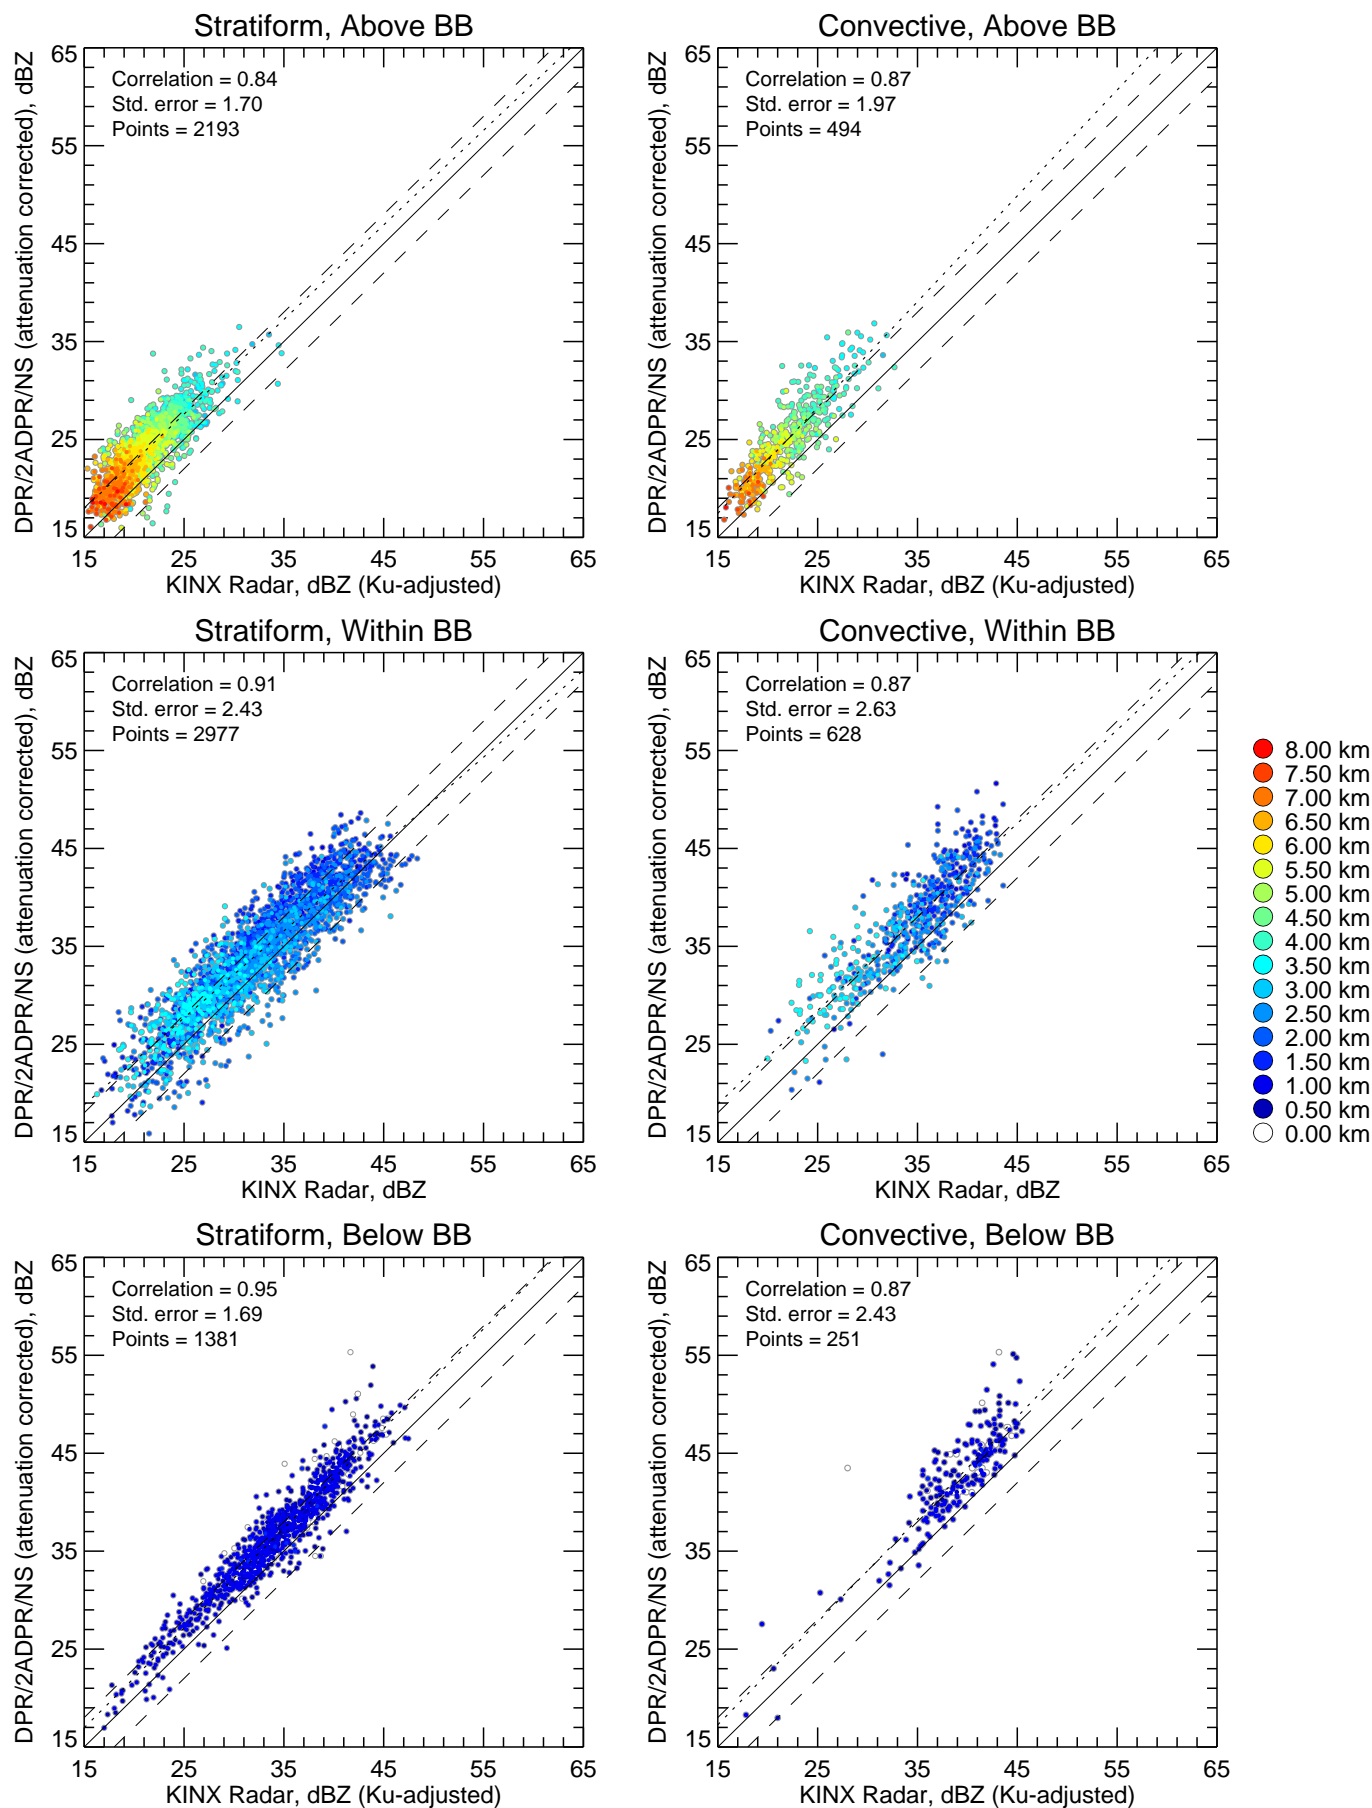 Stratiform, Above BB
Correlation = 0.84
Std. error = 1.70
Points = 2193
65
55
45
35
25
15
DPR/2ADPR/NS (attenuation corrected), dBZ
15 25 35 45 55 65
KINX Radar, dBZ (Ku-adjusted)
Convective, Above BB
Correlation = 0.87
Std. error = 1.97
Points = 494
65
55
45
35
25
15
DPR/2ADPR/NS (attenuation corrected), dBZ
15 25 35 45 55 65
KINX Radar, dBZ (Ku-adjusted)
Stratiform, Within BB
Correlation = 0.91
Std. error = 2.43
Points = 2977
65
55
45
35
25
15
DPR/2ADPR/NS (attenuation corrected), dBZ
15 25 35 45 55 65
KINX Radar, dBZ
Convective, Within BB
Correlation = 0.87
Std. error = 2.63
Points = 628
65
55
45
35
25
15
DPR/2ADPR/NS (attenuation corrected), dBZ
15 25 35 45 55 65
KINX Radar, dBZ
8.00 km
7.50 km
7.00 km
6.50 km
6.00 km
5.50 km
5.00 km
4.50 km
4.00 km
3.50 km
3.00 km
2.50 km
2.00 km
1.50 km
1.00 km
0.50 km
0.00 km
Stratiform, Below BB
Correlation = 0.95
Std. error = 1.69
Points = 1381
65
55
45
35
25
15
DPR/2ADPR/NS (attenuation corrected), dBZ
15 25 35 45 55 65
KINX Radar, dBZ (Ku-adjusted)
Convective, Below BB
Correlation = 0.87
Std. error = 2.43
Points = 251
65
55
45
35
25
15
DPR/2ADPR/NS (attenuation corrected), dBZ
15 25 35 45 55 65
KINX Radar, dBZ (Ku-adjusted)